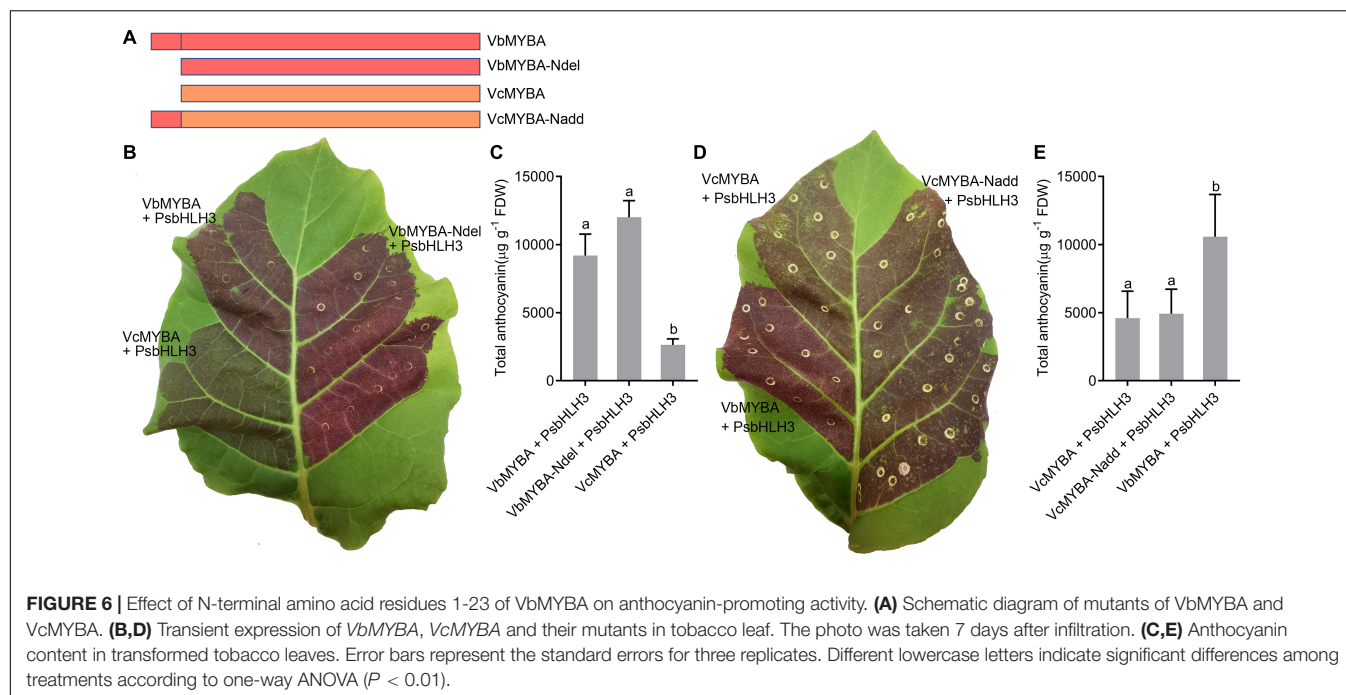 A
VbMYBA
VbMYBA-Ndel
VcMYBA
VcMYBA-Nadd
B
VbMYBA
+ PsbHLH3
VbMYBA-Ndel
+ PsbHLH3
VcMYBA
+ PsbHLH3
C
Total anthocyanin(µg g-1 FDW)
15000
10000
5000
0
a
a
b
VbMYBA + PsbHLH3
VbMYBA-Ndel + PsbHLH3
VcMYBA + PsbHLH3
D
VcMYBA
+ PsbHLH3
VcMYBA-Nadd
+ PsbHLH3
VbMYBA
+ PsbHLH3
E
Total anthocyanin(µg g-1 FDW)
15000
10000
5000
0
a
a
b
VcMYBA + PsbHLH3
VcMYBA-Nadd + PsbHLH3
VbMYBA + PsbHLH3
FIGURE 6 | Effect of N-terminal amino acid residues 1-23 of VbMYBA on anthocyanin-promoting activity. (A) Schematic diagram of mutants of VbMYBA and
VcMYBA. (B,D) Transient expression of VbMYBA, VcMYBA and their mutants in tobacco leaf. The photo was taken 7 days after infiltration. (C,E) Anthocyanin
content in transformed tobacco leaves. Error bars represent the standard errors for three replicates. Different lowercase letters indicate significant differences among
treatments according to one-way ANOVA (P < 0.01).